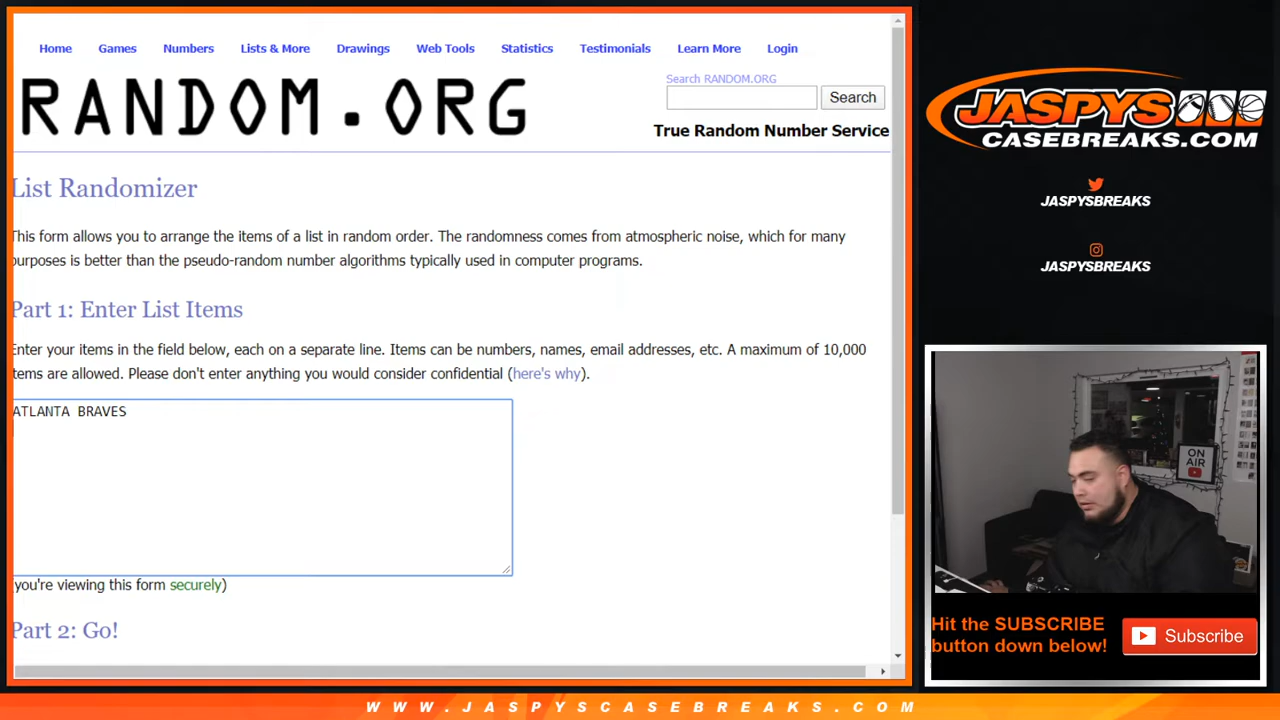 Home Games Numbers Lists & More Drawings Web Tools Statistics Testimonials Learn More Login
RANDOM.ORG
Search RANDOM.ORG
Search
True Random Number Service
List Randomizer
This form allows you to arrange the items of a list in random order. The randomness comes from atmospheric noise, which for many
purposes is better than the pseudo-random number algorithms typically used in computer programs.
Part 1: Enter List Items
Enter your items in the field below, each on a separate line. Items can be numbers, names, email addresses, etc. A maximum of 10,000
items are allowed. Please don't enter anything you would consider confidential (here's why).
ATLANTA BRAVES
(you're viewing this form securely)
Part 2: Go!
JASPYS
CASEBREAKS.COM
JASPYSBREAKS
JASPYSBREAKS
ON
AIR
Hit the SUBSCRIBE
button down below!
Subscribe
WWW.JASPYSCASEBREAKS.COM